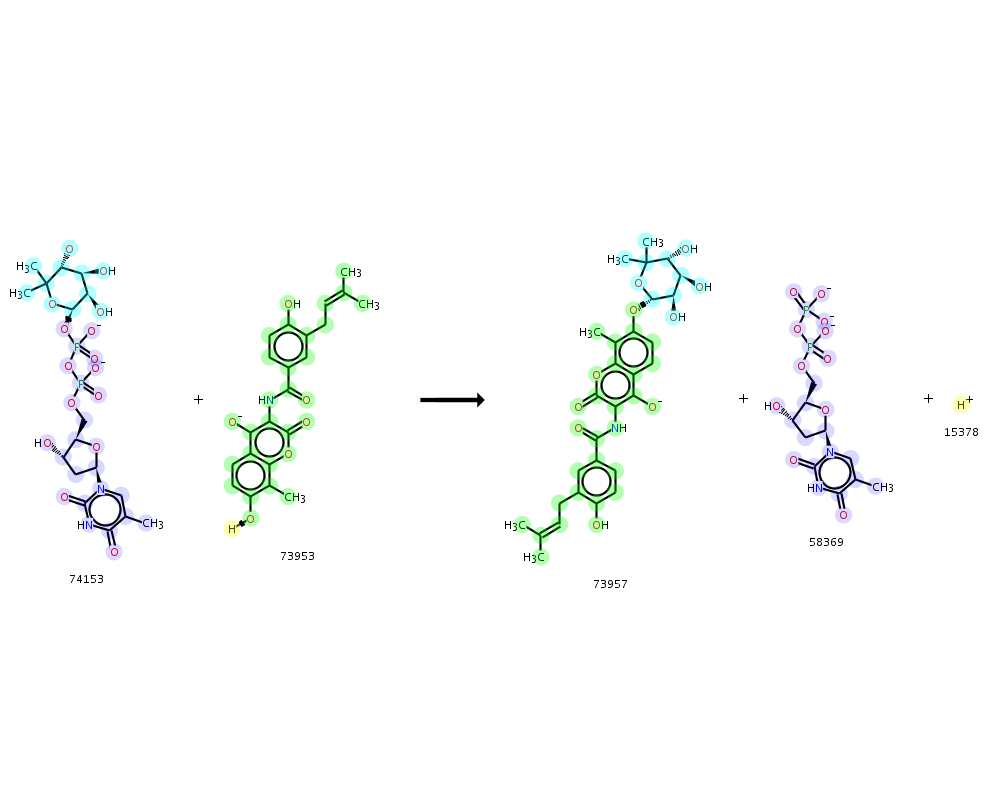 O
H₃C
OH
H₃C
O
OH
O
O⁻
P
O
O
O⁻
P
O
O
HO
O
N
O
HN
CH₃
O
74153
+
CH₃
CH₃
OH
HN
O
O⁻
O
O
CH₃
O
H
73953
CH₃
OH
H₃C
O
OH
O
OH
H₃C
O
O
O⁻
NH
O
H₃C
OH
H₃C
73957
+
O
O⁻
P
O⁻
O
O⁻
P
O
O
HO
O
N
O
HN
CH₃
O
58369
+
H⁺
15378